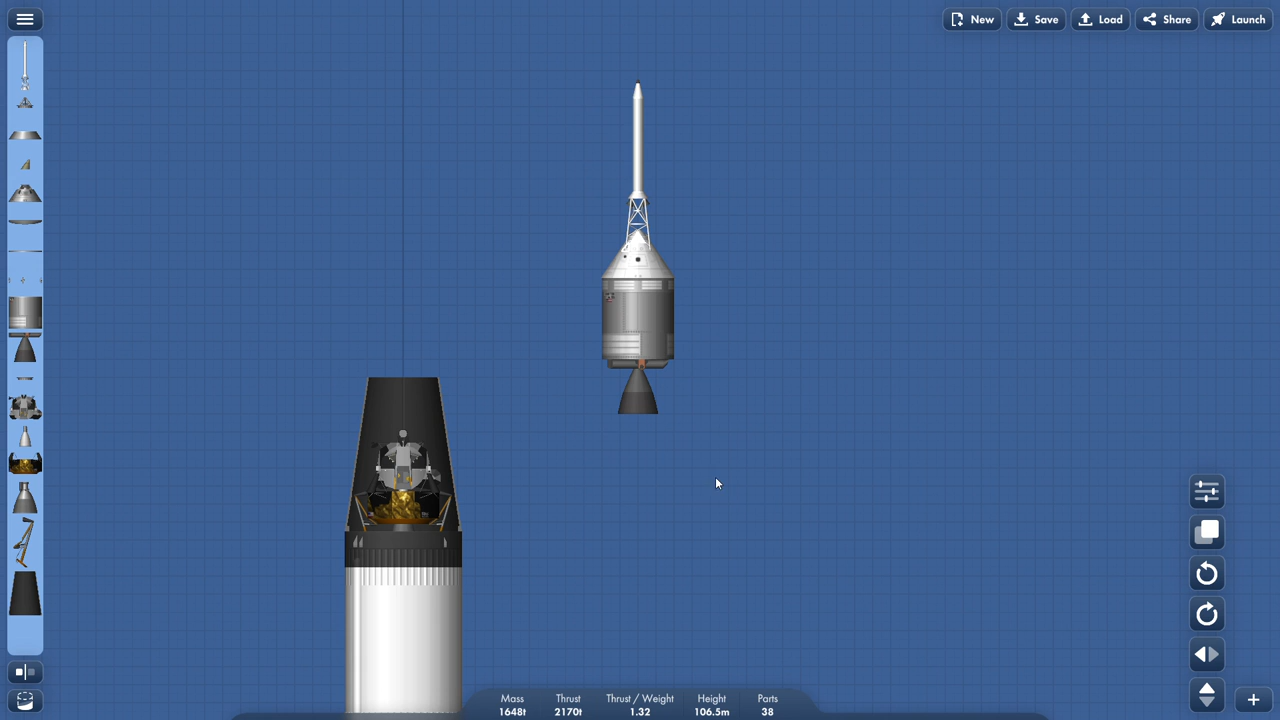 New
Save
Load
Share
Launch
Mass
Thrust
Thrust / Weight
Height
Parts
1648t
2170t
1.32
106.5m
38